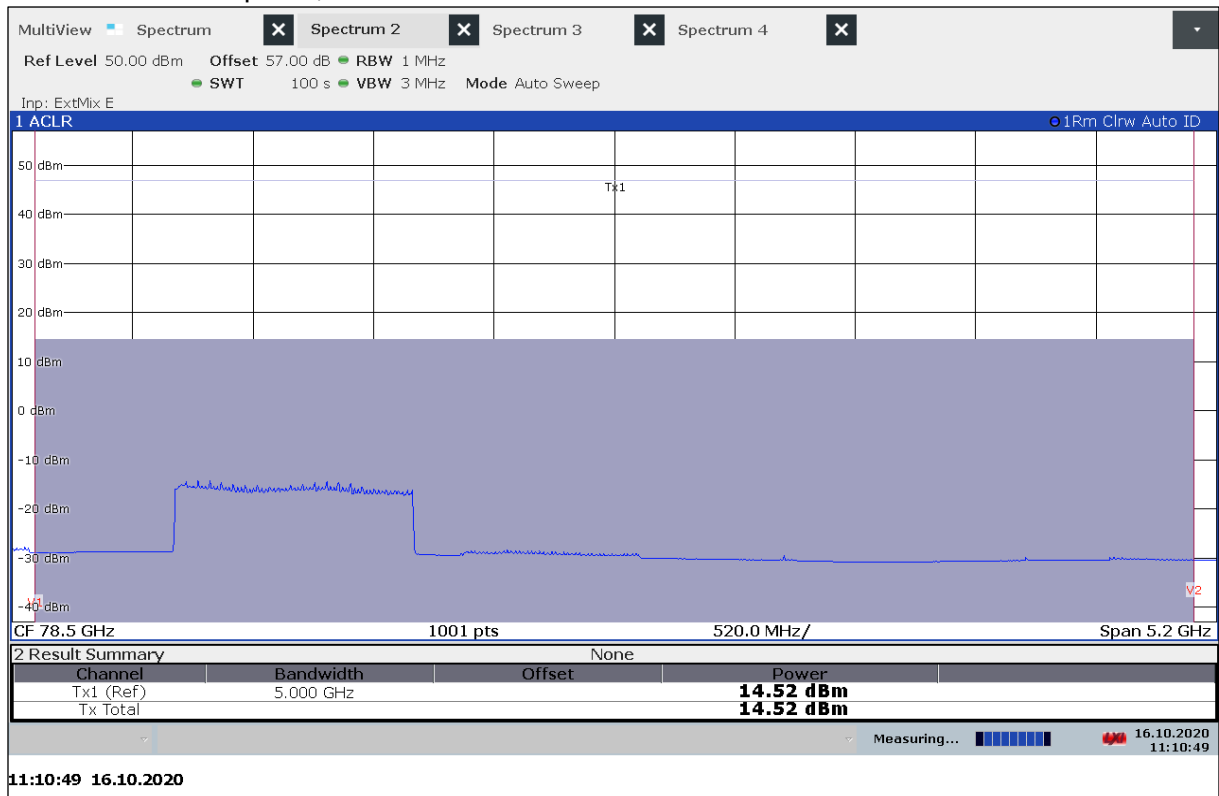 MultiView Spectrum X Spectrum 2 X Spectrum 3 X Spectrum 4 X
Ref Level 50.00 dBm Offset 57.00 dB RBW 1 MHz
SWT 100 s VBW 3 MHz Mode Auto Sweep
Inp: ExtMix E
1 ACLR 1Rm Clrw Auto ID
50 dBm
Tx1
40 dBm
30 dBm
20 dBm
10 dBm
0 dBm
-10 dBm
-20 dBm
-30 dBm
V1 V2
-40 dBm
CF 78.5 GHz 1001 pts 520.0 MHz/ Span 5.2 GHz
2 Result Summary None
Channel Bandwidth Offset Power
Tx1 (Ref) 5.000 GHz 14.52 dBm
Tx Total 14.52 dBm
Measuring... 16.10.2020
11:10:49
11:10:49 16.10.2020